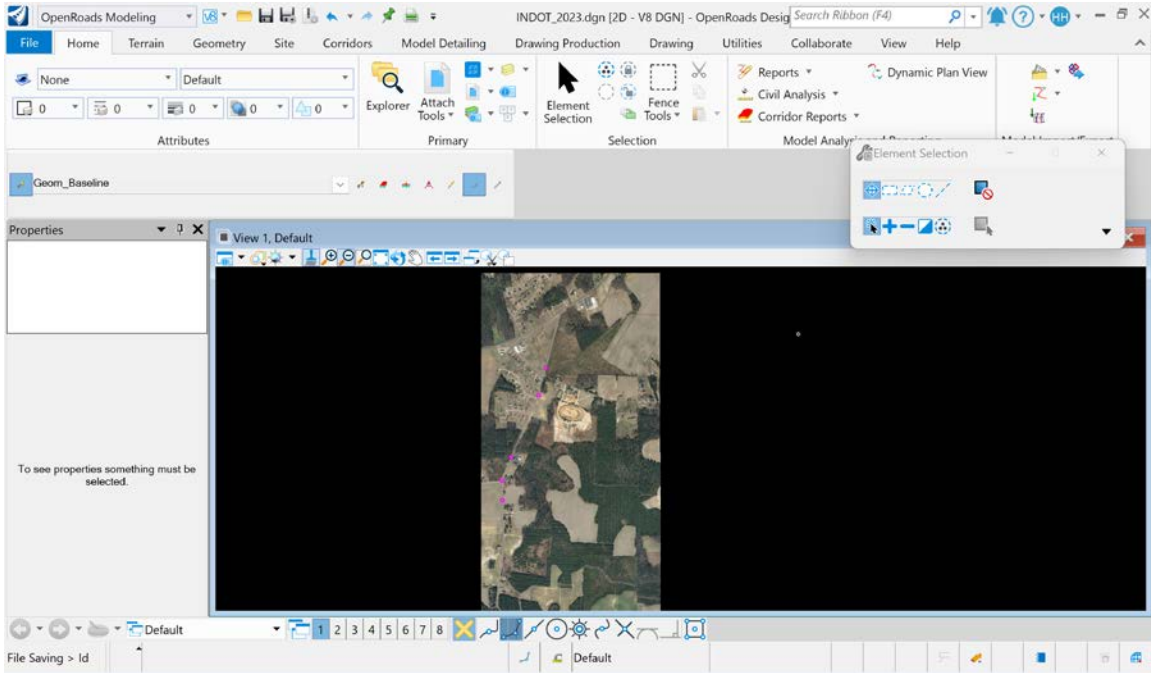 OpenRoads Modeling
INDOT_2023.dgn [2D - V8 DGN] - OpenRoads Desig
Search Ribbon (F4)
HH
File Home Terrain Geometry Site Corridors Model Detailing Drawing Production Drawing Utilities Collaborate View Help
None Default
0 0 0 0 0
Attributes
Explorer Attach Tools
Primary
Element Selection Fence Tools
Selection
Reports
Civil Analysis
Corridor Reports
Dynamic Plan View
Element Selection
Geom_Baseline
Properties
View 1, Default
To see properties something must be
selected.
Default 1 2 3 4 5 6 7 8
File Saving > Id Default